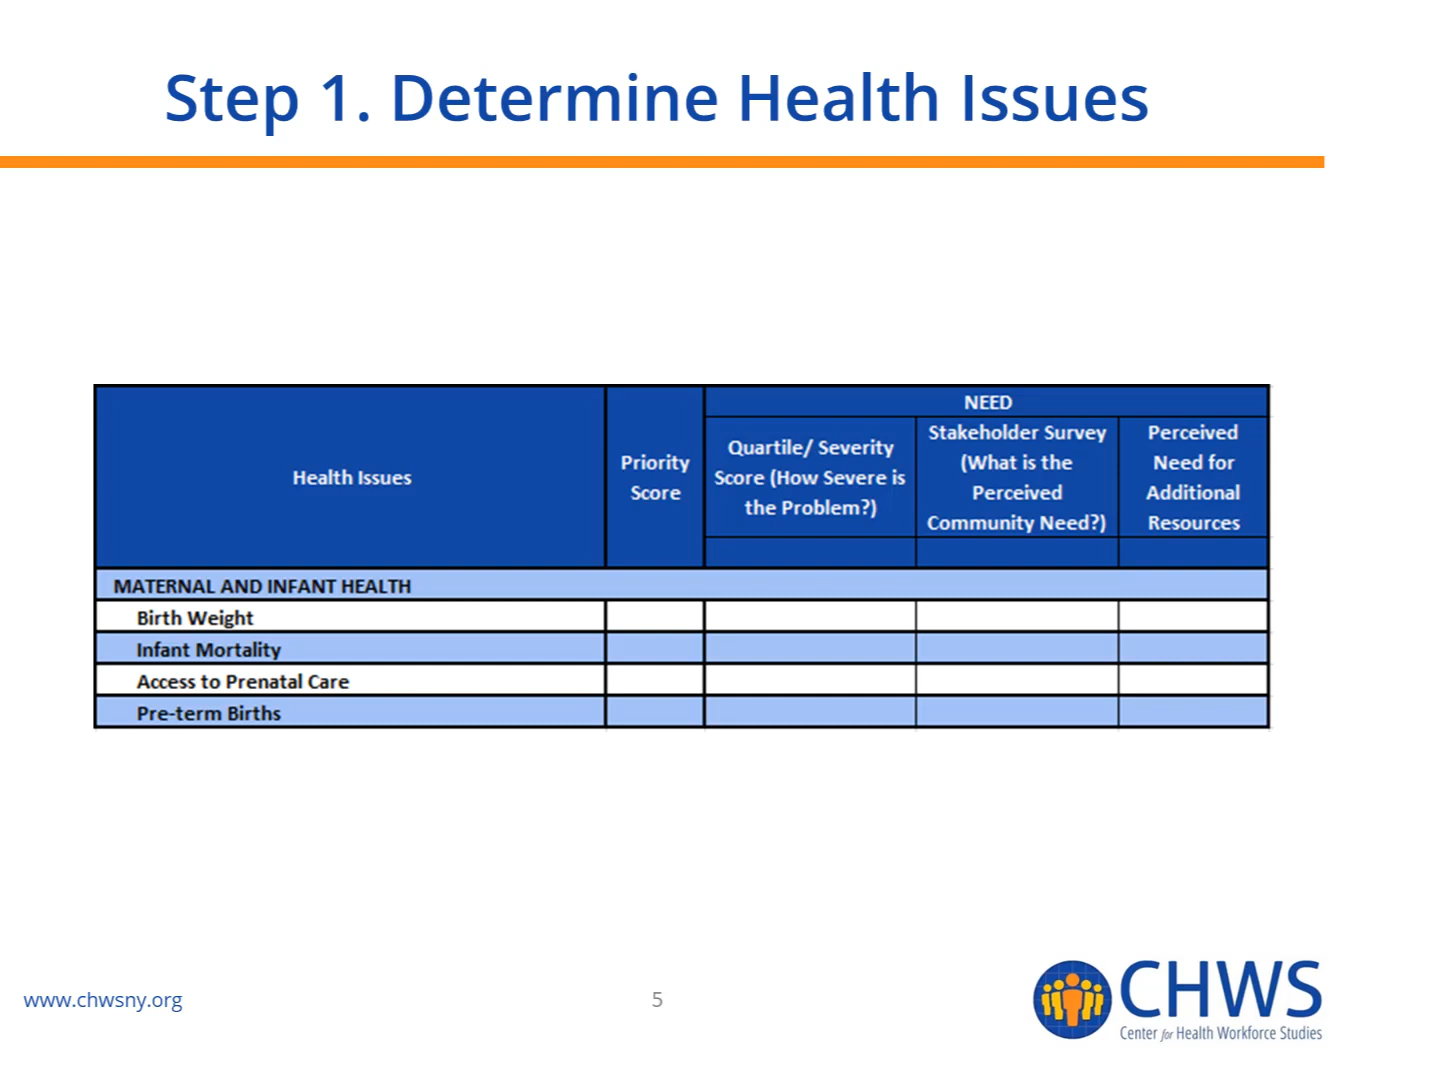 Step 1. Determine Health Issues
Health Issues
Priority
Score
NEED
Quartile/ Severity
Score (How Severe is
the Problem?)
Stakeholder Survey
(What is the
Perceived
Community Need?)
Perceived
Need for
Additional
Resources
MATERNAL AND INFANT HEALTH
Birth Weight
Infant Mortality
Access to Prenatal Care
Pre-term Births
www.chwsny.org
5
CHWS
Center for Health Workforce Studies